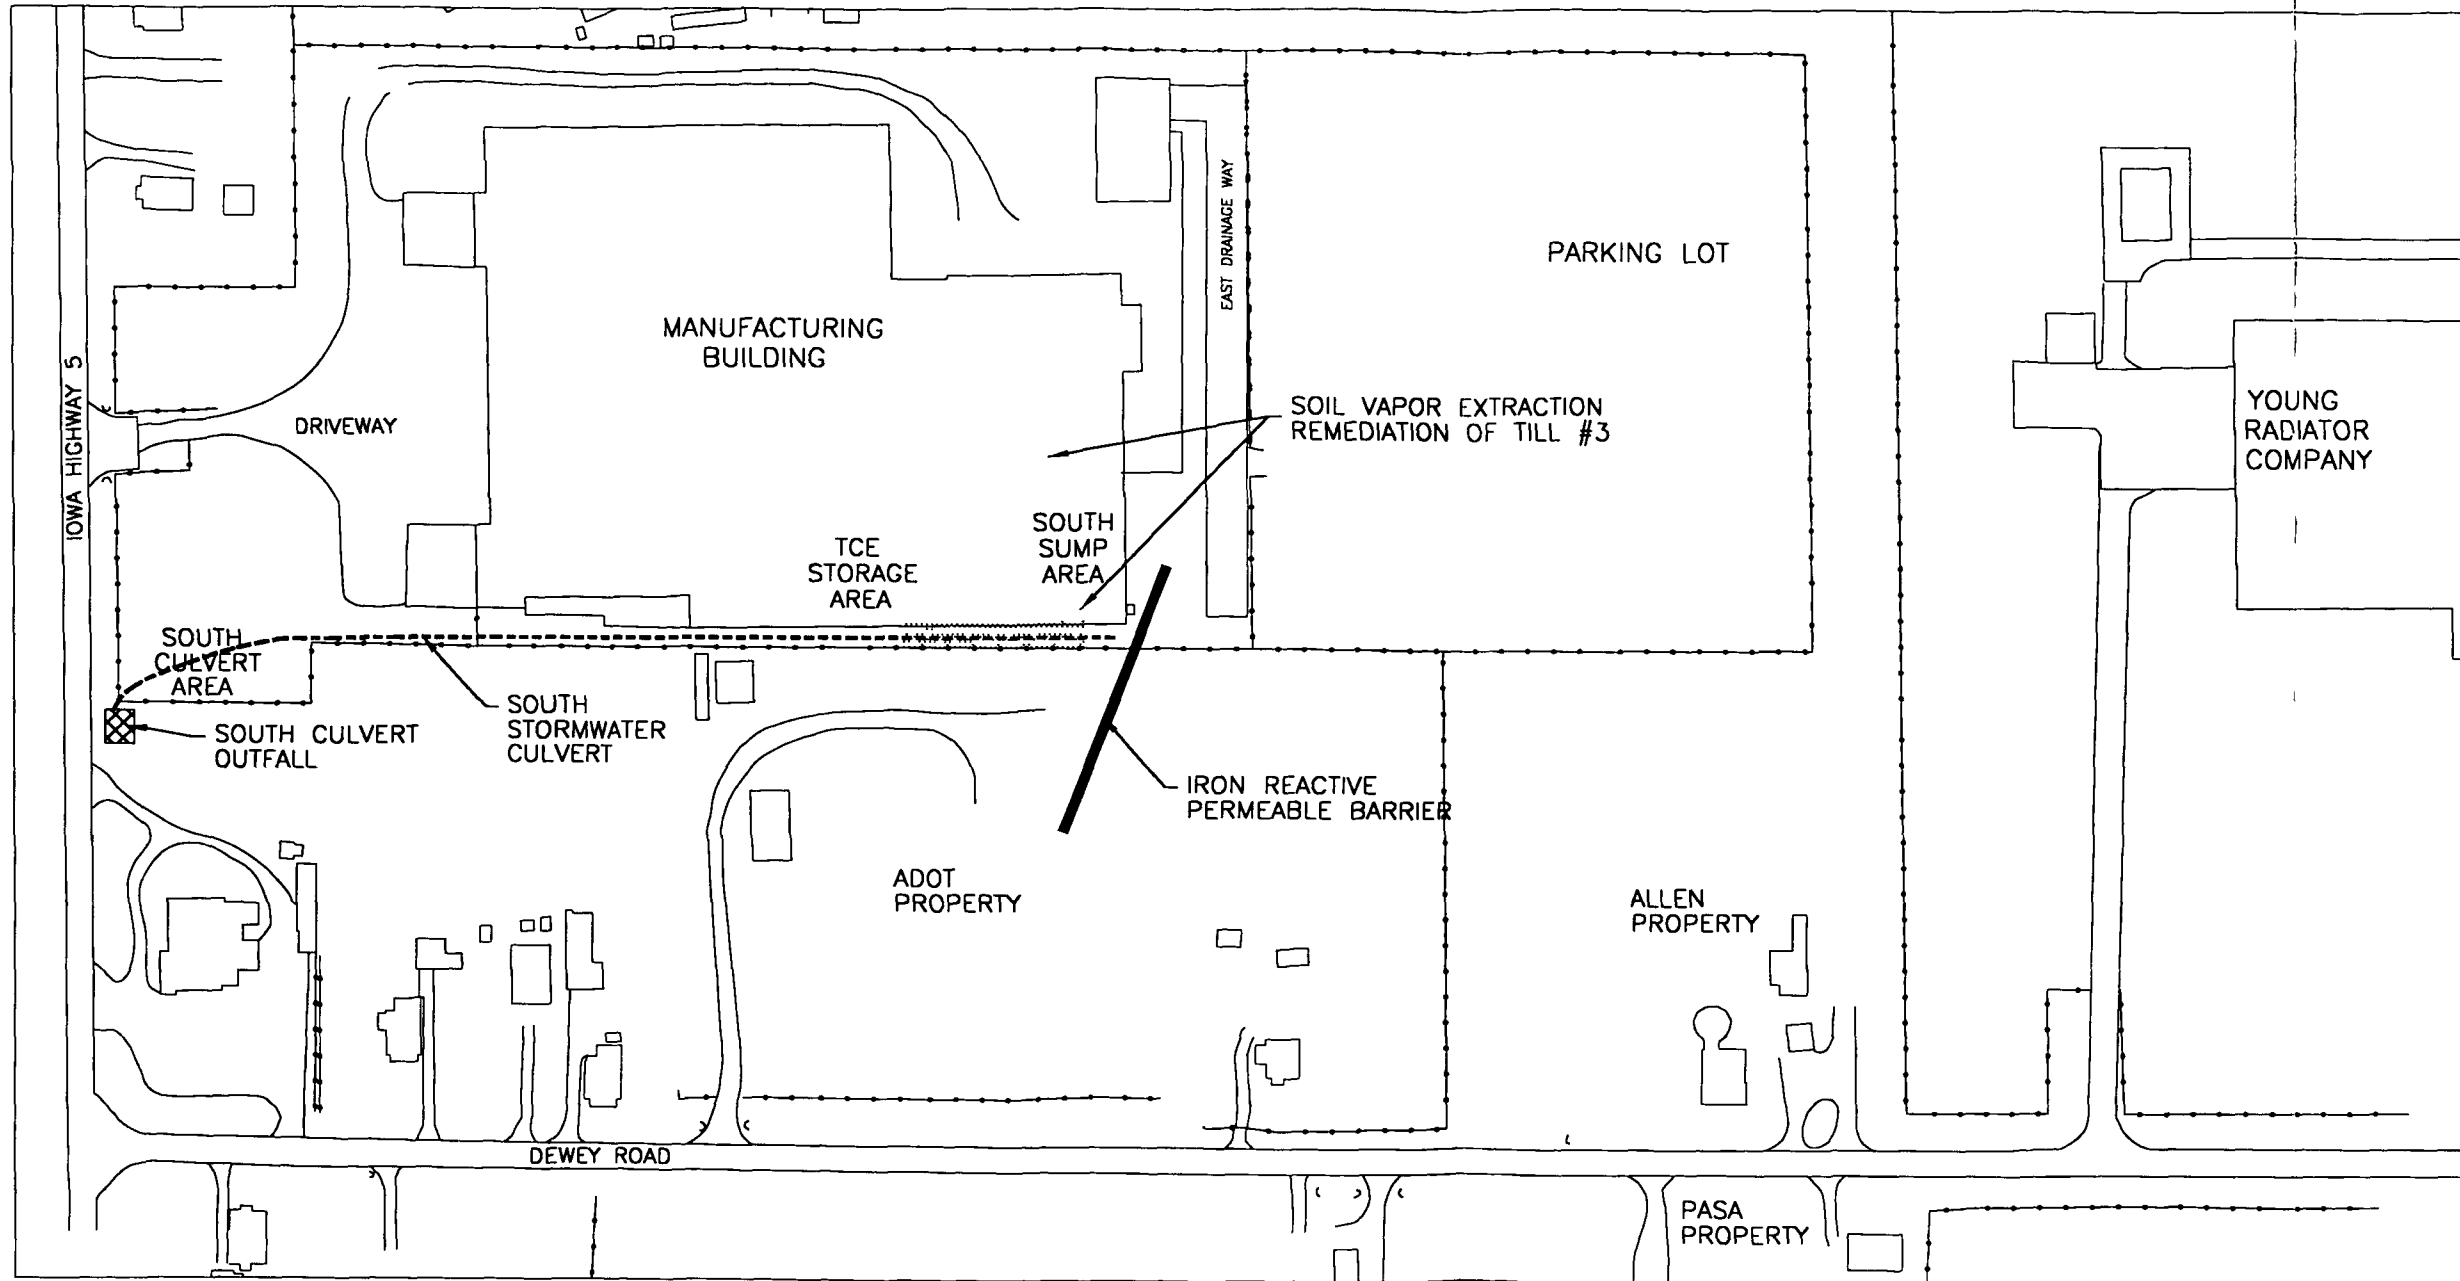 EAST DRAINAGE WAY
PARKING LOT
MANUFACTURING
BUILDING
IOWA HIGHWAY 5
DRIVEWAY
SOIL VAPOR EXTRACTION
REMEDIATION OF TILL #3
YOUNG
RADIATOR
COMPANY
TCE
STORAGE
AREA
SOUTH
SUMP
AREA
SOUTH
CULVERT
AREA
SOUTH CULVERT
OUTFALL
SOUTH
STORMWATER
CULVERT
IRON REACTIVE
PERMEABLE BARRIER
ADOT
PROPERTY
ALLEN
PROPERTY
DEWEY ROAD
PASA
PROPERTY